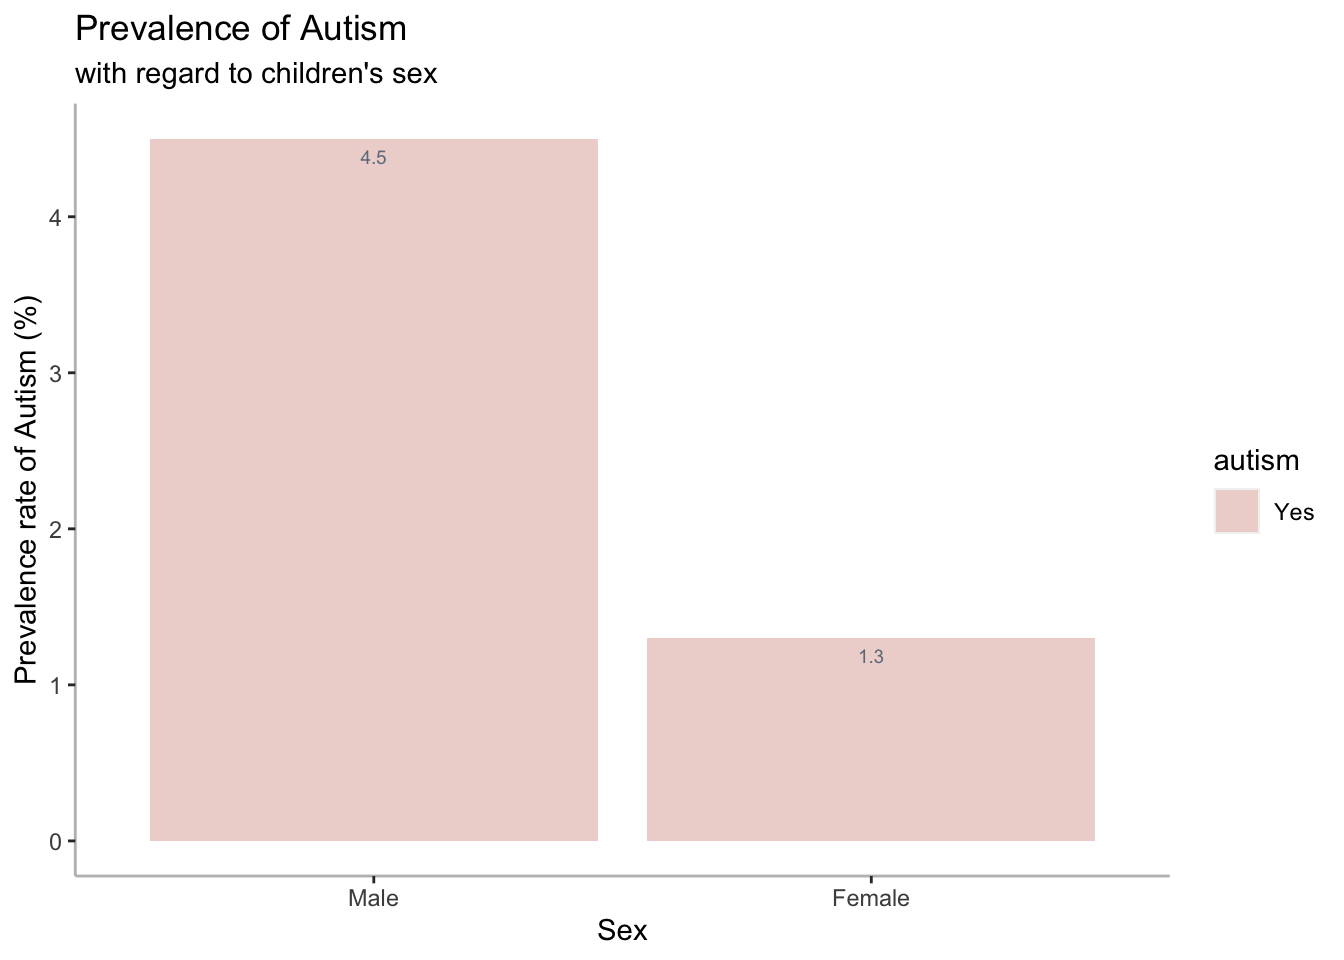 Prevalence of Autism
with regard to children's sex
Prevalence rate of Autism (%)
4
3
2
1
0
4.5
1.3
Male
Female
Sex
autism
Yes